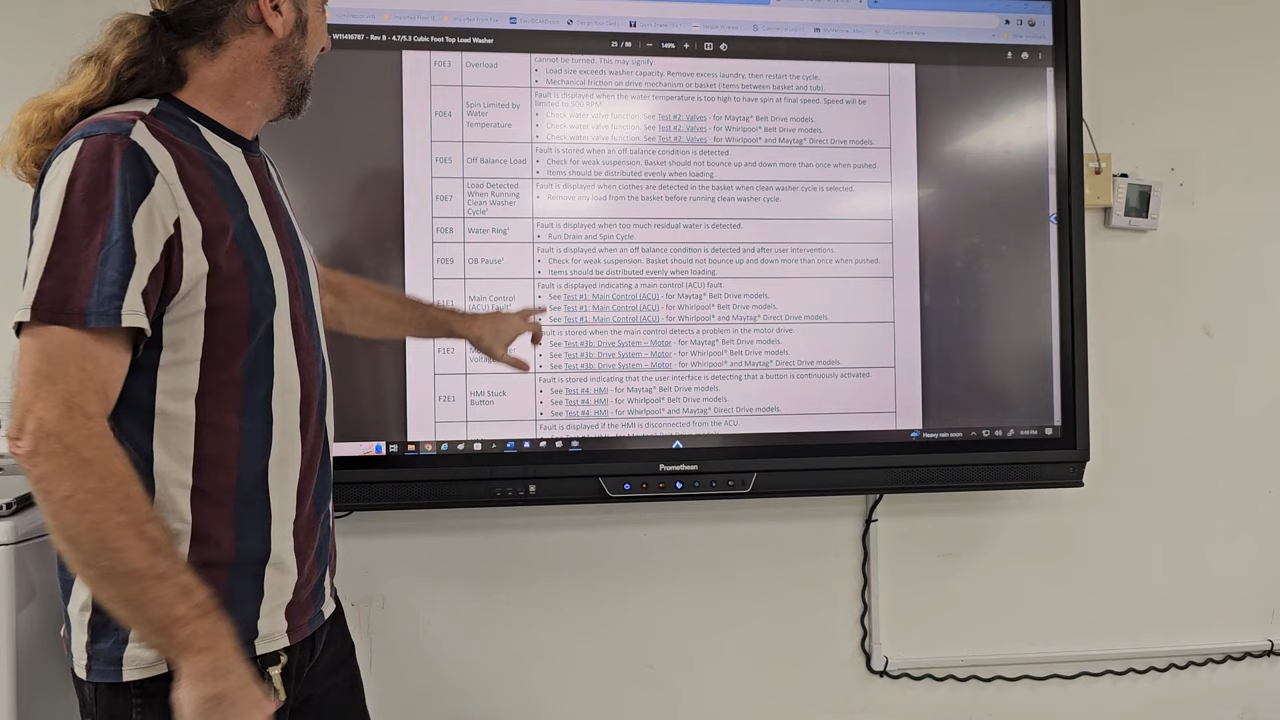 W11416787 - Rev B - 4.7/5.3 Cubic Foot Top Load Washer
25 / 88
149%
F0E3 Overload
cannot be turned. This may signify:
• Load size exceeds washer capacity. Remove excess laundry, then restart the cycle.
• Mechanical friction on drive mechanism or basket (items between basket and tub).
F0E4 Spin Limited by Water Temperature
Fault is displayed when the water temperature is too high to have spin at final speed. Speed will be
limited to 500 RPM.
• Check water valve function. See Test #2: Valves - for Maytag® Belt Drive models.
• Check water valve function. See Test #2: Valves - for Whirlpool® Belt Drive models.
• Check water valve function. See Test #2: Valves - for Whirlpool® and Maytag® Direct Drive models.
F0E5 Off Balance Load
Fault is stored when an off balance condition is detected.
• Check for weak suspension. Basket should not bounce up and down more than once when pushed.
• Items should be distributed evenly when loading.
F0E7 Load Detected When Running Clean Washer Cycle¹
Fault is displayed when clothes are detected in the basket when clean washer cycle is selected.
• Remove any load from the basket before running clean washer cycle.
F0E8 Water Ring¹
Fault is displayed when too much residual water is detected.
• Run Drain and Spin Cycle.
F0E9 OB Pause¹
Fault is displayed when an off balance condition is detected and after user interventions.
• Check for weak suspension. Basket should not bounce up and down more than once when pushed.
• Items should be distributed evenly when loading.
F1E1 Main Control (ACU) Fault¹
Fault is displayed indicating a main control (ACU) fault.
• See Test #1: Main Control (ACU) - for Maytag® Belt Drive models.
• See Test #1: Main Control (ACU) - for Whirlpool® Belt Drive models.
• See Test #1: Main Control (ACU) - for Whirlpool® and Maytag® Direct Drive models.
F1E2
ault is stored when the main control detects a problem in the motor drive.
• See Test #3b: Drive System – Motor - for Maytag® Belt Drive models.
• See Test #3b: Drive System – Motor - for Whirlpool® Belt Drive models.
• See Test #3b: Drive System – Motor - for Whirlpool® and Maytag® Direct Drive models.
F2E1 HMI Stuck Button
Fault is stored indicating that the user interface is detecting that a button is continuously activated.
• See Test #4: HMI - for Maytag® Belt Drive models.
• See Test #4: HMI - for Whirlpool® Belt Drive models.
• See Test #4: HMI - for Whirlpool® and Maytag® Direct Drive models.
Fault is displayed if the HMI is disconnected from the ACU.
Heavy rain soon
Promethean